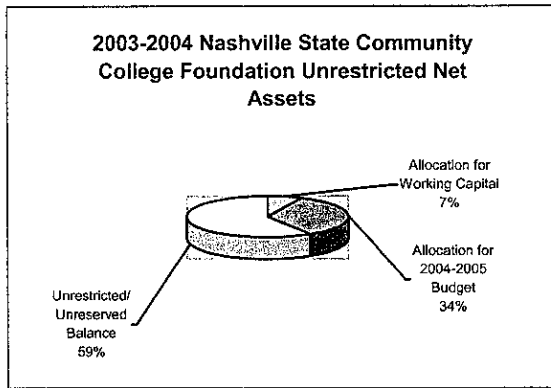 2003-2004 Nashville State Community
College Foundation Unrestricted Net
Assets
Allocation for
Working Capital
7%
Allocation for
2004-2005
Budget
34%
Unrestricted/
Unreserved
Balance
59%